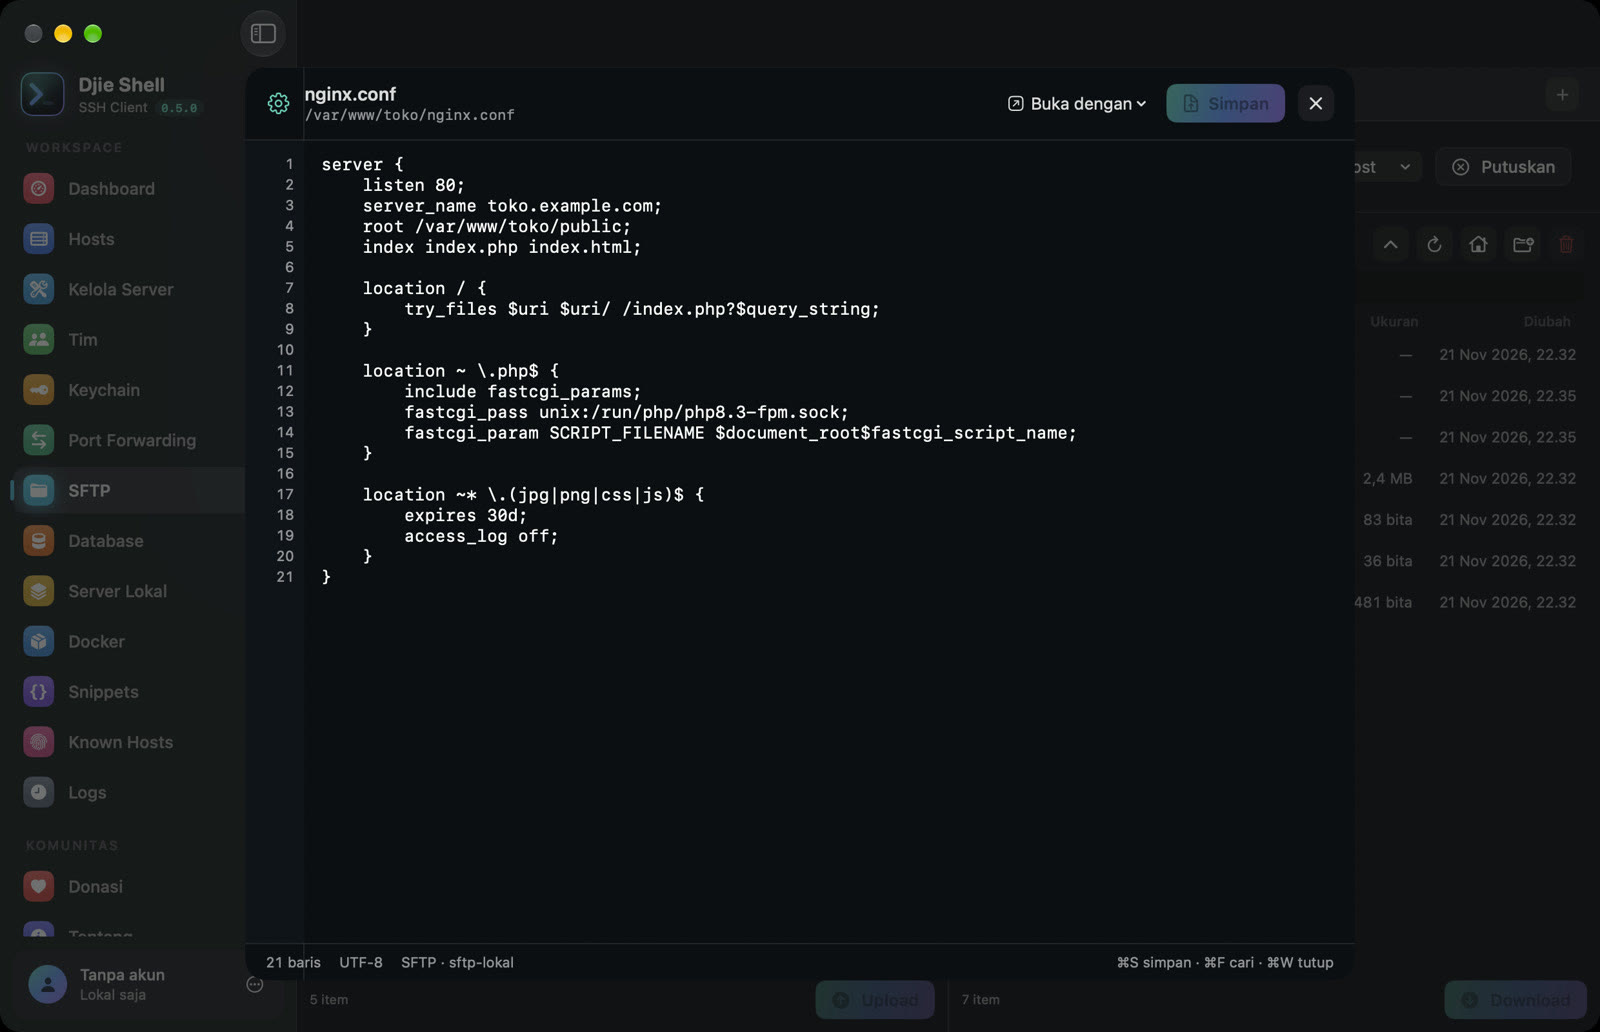 Djie Shell
SSH Client 0.5.0
WORKSPACE
Dashboard
Hosts
Kelola Server
Tim
Keychain
Port Forwarding
SFTP
Database
Server Lokal
Docker
Snippets
Known Hosts
Logs
KOMUNITAS
Donasi
Tentang
Tanpa akun
Lokal saja
nginx.conf
/var/www/toko/nginx.conf
Buka dengan
Simpan
1 server {
2     listen 80;
3     server_name toko.example.com;
4     root /var/www/toko/public;
5     index index.php index.html;
6
7     location / {
8         try_files $uri $uri/ /index.php?$query_string;
9     }
10
11     location ~ \.php$ {
12         include fastcgi_params;
13         fastcgi_pass unix:/run/php/php8.3-fpm.sock;
14         fastcgi_param SCRIPT_FILENAME $document_root$fastcgi_script_name;
15     }
16
17     location ~* \.(jpg|png|css|js)$ {
18         expires 30d;
19         access_log off;
20     }
21 }
21 baris UTF-8 SFTP · sftp-lokal
⌘S simpan · ⌘F cari · ⌘W tutup
ost
Putuskan
Ukuran Diubah
— 21 Nov 2026, 22.32
— 21 Nov 2026, 22.35
— 21 Nov 2026, 22.35
2,4 MB 21 Nov 2026, 22.32
83 bita 21 Nov 2026, 22.32
36 bita 21 Nov 2026, 22.32
481 bita 21 Nov 2026, 22.32
5 item
Upload
7 item
Download